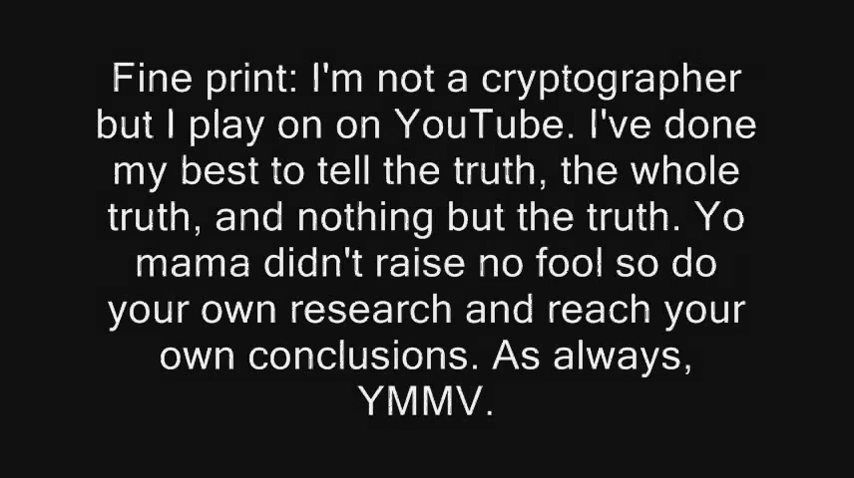 Fine print: I'm not a cryptographer
but I play on on YouTube. I've done
my best to tell the truth, the whole
truth, and nothing but the truth. Yo
mama didn't raise no fool so do
your own research and reach your
own conclusions. As always,
YMMV.